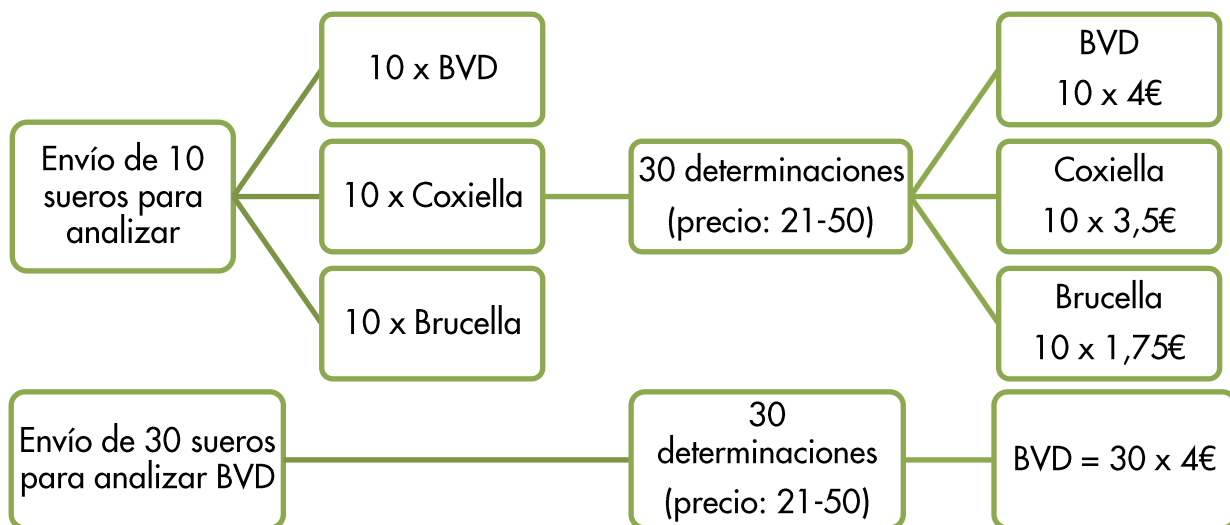 10 x BVD
Envío de 10
sueros para
analizar
10 x Coxiella
10 x Brucella
30 determinaciones
(precio: 21-50)
BVD
10 x 4€
Coxiella
10 x 3,5€
Brucella
10 x 1,75€
Envío de 30 sueros
para analizar BVD
30
determinaciones
(precio: 21-50)
BVD = 30 x 4€